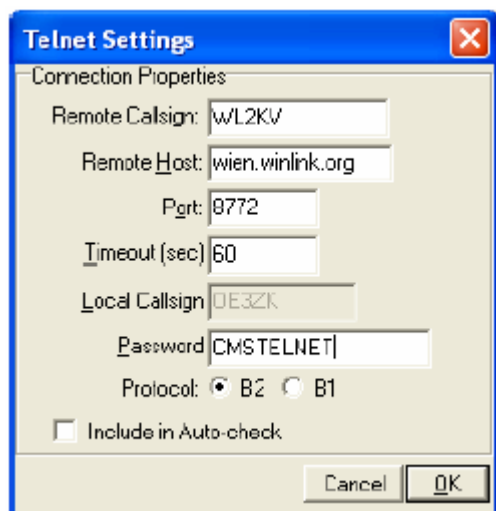 Telnet Settings
Connection Properties
Remote Callsign: WL2KV
Remote Host: wien.winlink.org
Port: 8772
Timeout (sec) 60
Local Callsign OE3ZK
Password CMSTELNET
Protocol: B2 B1
Include in Auto-check
Cancel OK